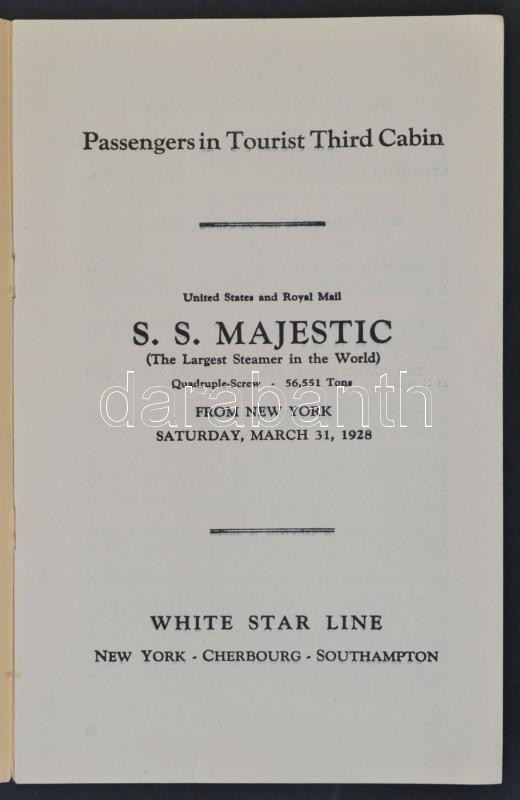 Passengers in Tourist Third Cabin
United States and Royal Mail
S. S. MAJESTIC
(The Largest Steamer in the World)
Quadruple-Screw - 56,551 Tons
darabanth
FROM NEW YORK
SATURDAY, MARCH 31, 1928
WHITE STAR LINE
NEW YORK - CHERBOURG - SOUTHAMPTON